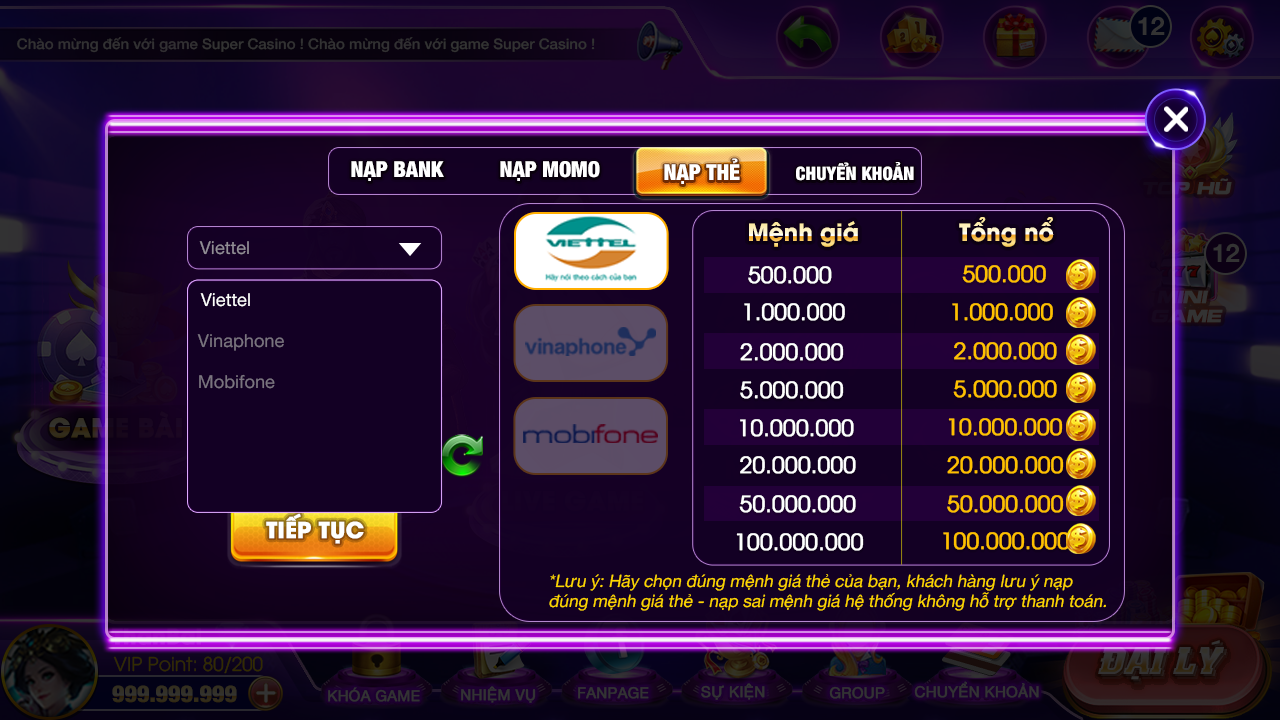 Chào mừng đến với game Super Casino ! Chào mừng đến với game Super Casino !
12
NẠP BANK
NẠP MOMO
NẠP THẺ
CHUYỂN KHOẢN
TOP HŨ
Viettel
Viettel
Vinaphone
Mobifone
TIẾP TỤC
VIETTEL
Hãy nói theo cách của bạn
vinaphone
mobifone
Mệnh giá Tổng nổ
500.000 500.000
1.000.000 1.000.000
2.000.000 2.000.000
5.000.000 5.000.000
10.000.000 10.000.000
20.000.000 20.000.000
50.000.000 50.000.000
100.000.000 100.000.000
*Lưu ý: Hãy chọn đúng mệnh giá thẻ của bạn, khách hàng lưu ý nạp
đúng mệnh giá thẻ - nạp sai mệnh giá hệ thống không hỗ trợ thanh toán.
12
MINI
GAME
GAME BÀI
VIP Point: 80/200
999.999.999
KHÓA GAME
NHIỆM VỤ
FANPAGE
SỰ KIỆN
GROUP
CHUYỂN KHOẢN
ĐẠI LÝ